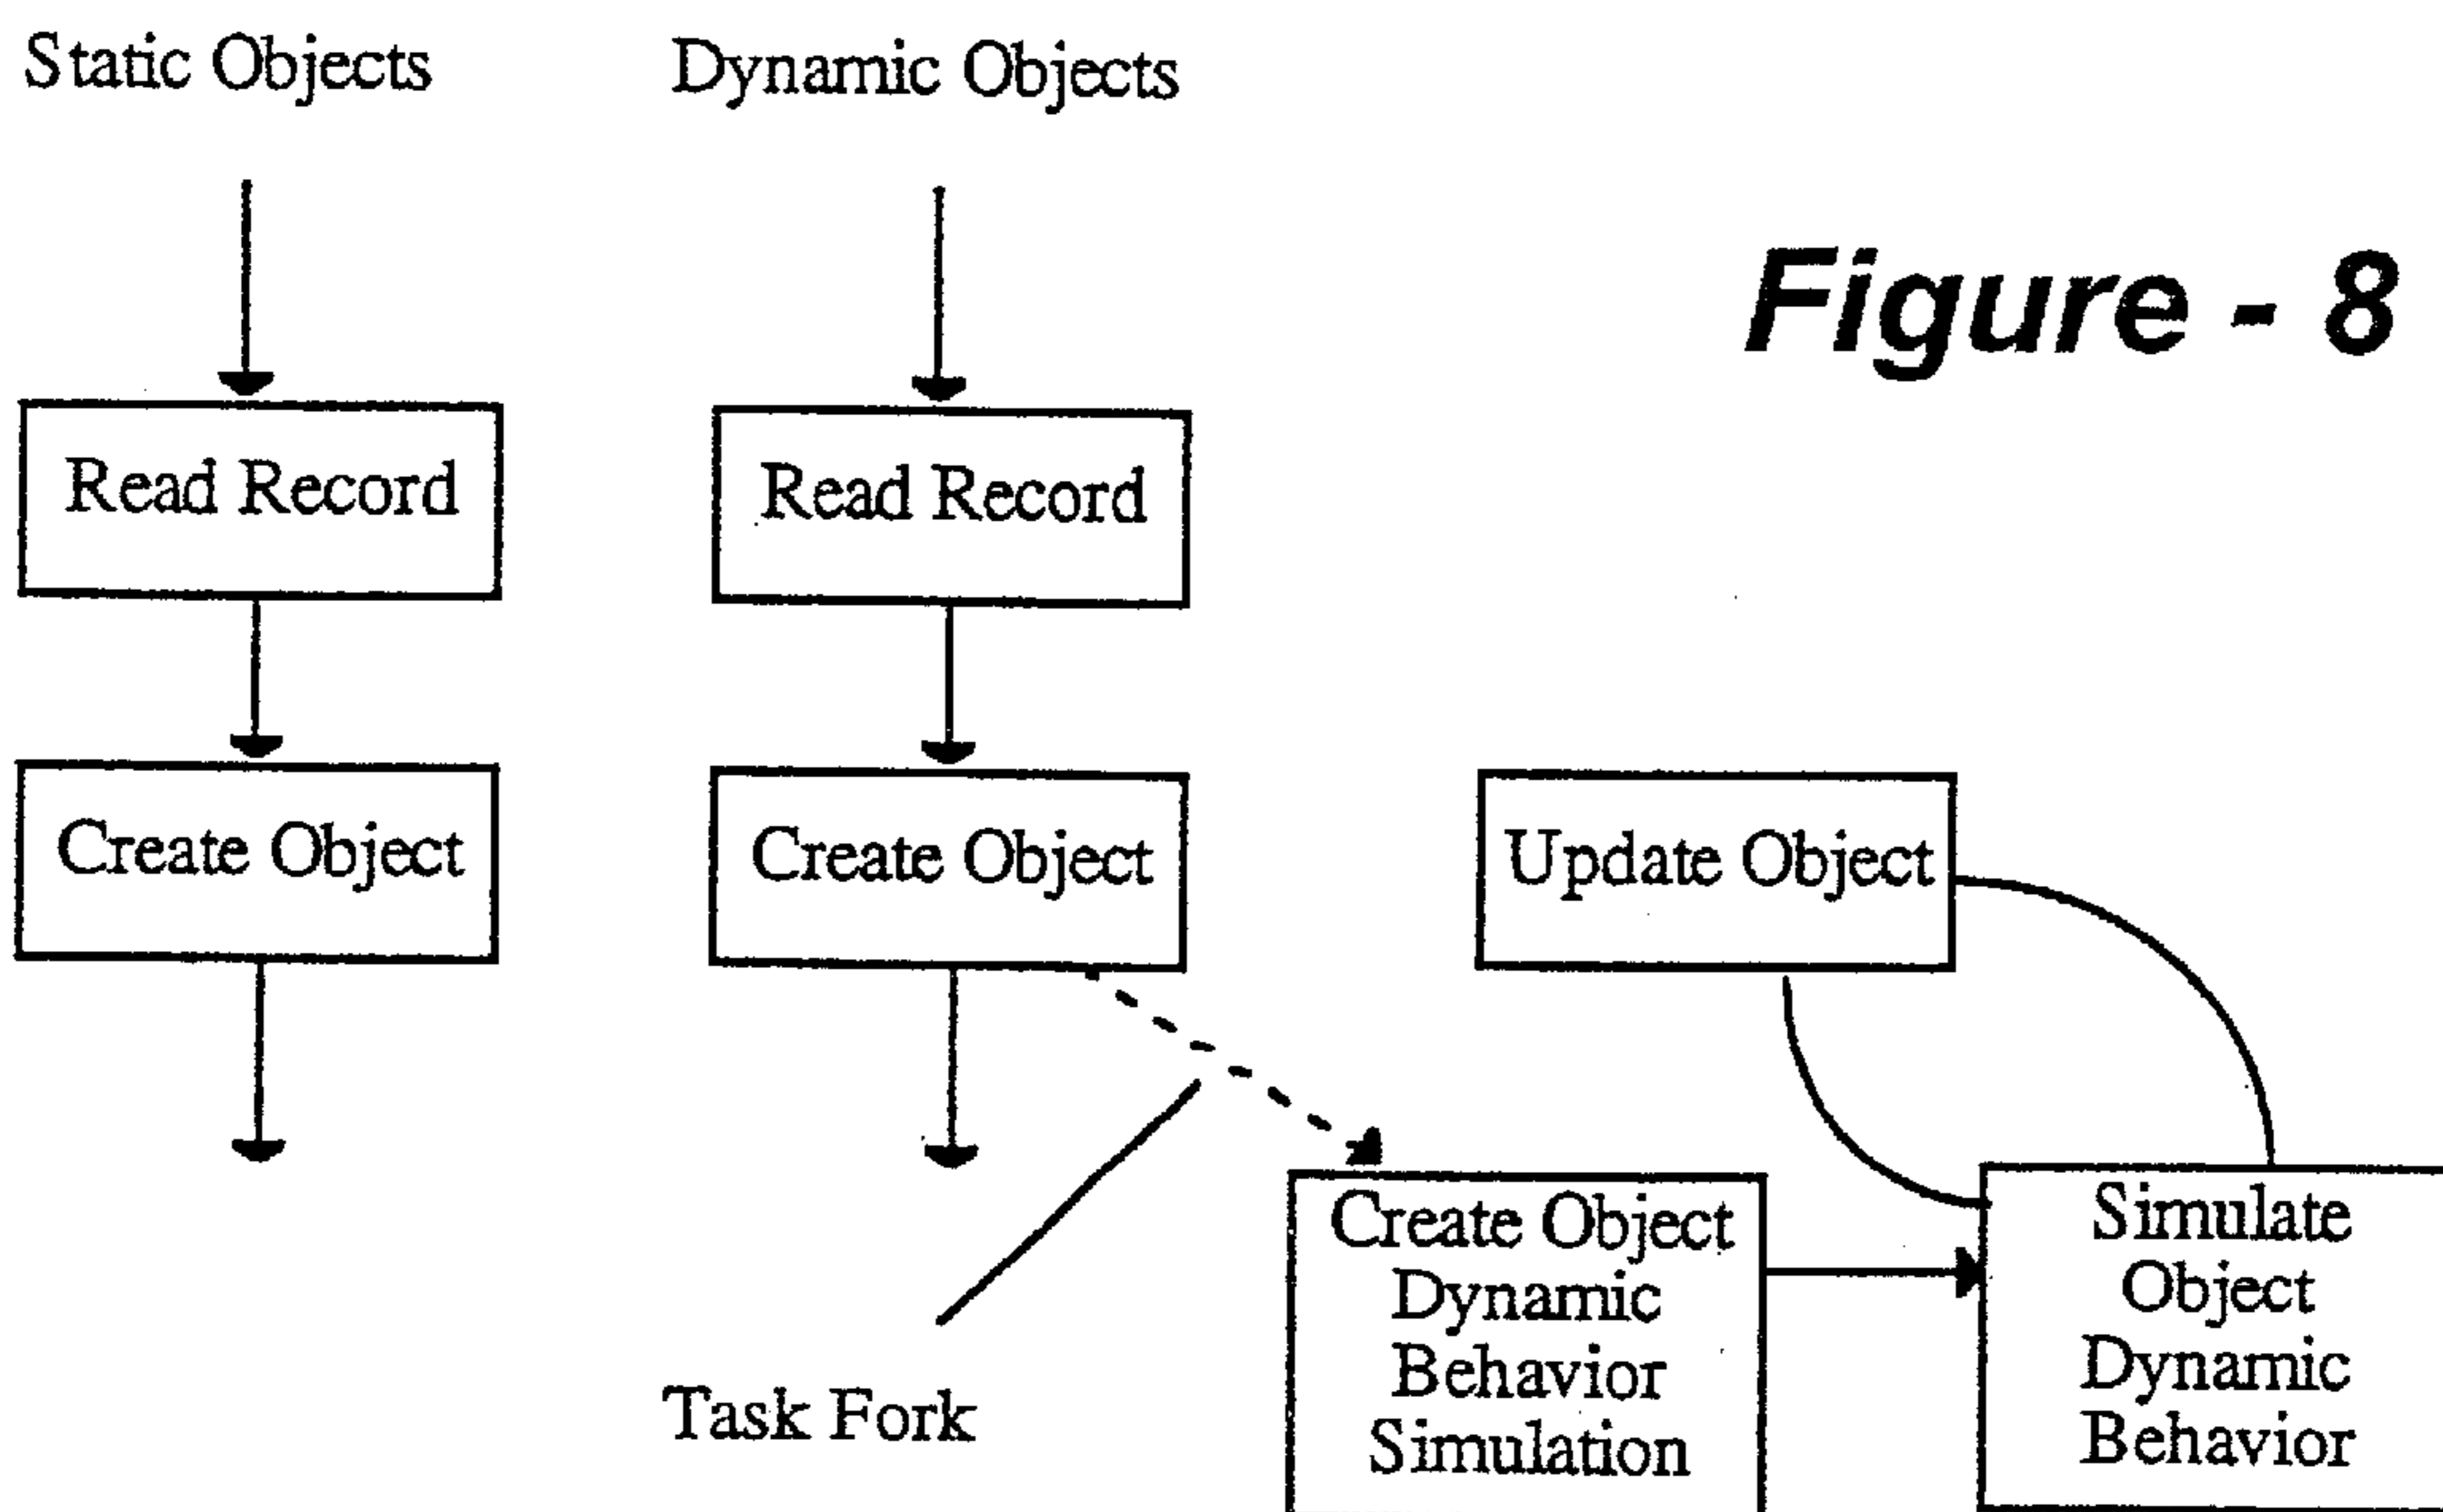 Static Objects
Dynamic Objects
Figure - 8
Read Record
Read Record
Create Object
Create Object
Update Object
Task Fork
Create Object
Dynamic
Behavior
Simulation
Simulate
Object
Dynamic
Behavior